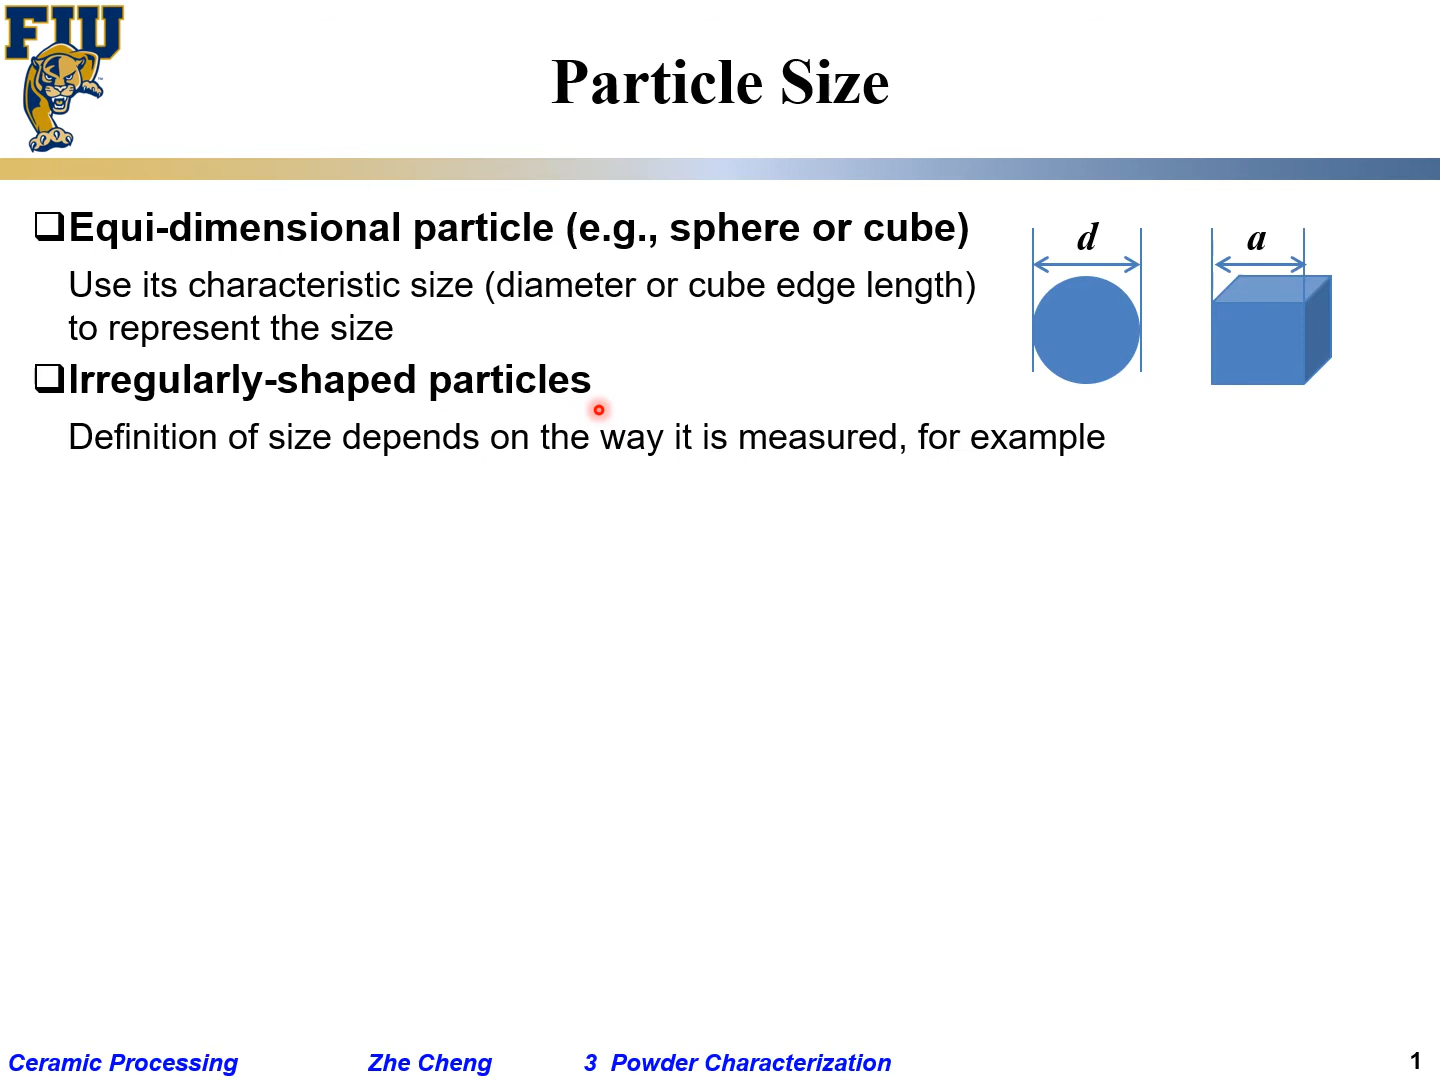 FIU
Particle Size
Equi-dimensional particle (e.g., sphere or cube)
Use its characteristic size (diameter or cube edge length)
to represent the size
d
a
Irregularly-shaped particles
Definition of size depends on the way it is measured, for example
Ceramic Processing Zhe Cheng 3 Powder Characterization 1